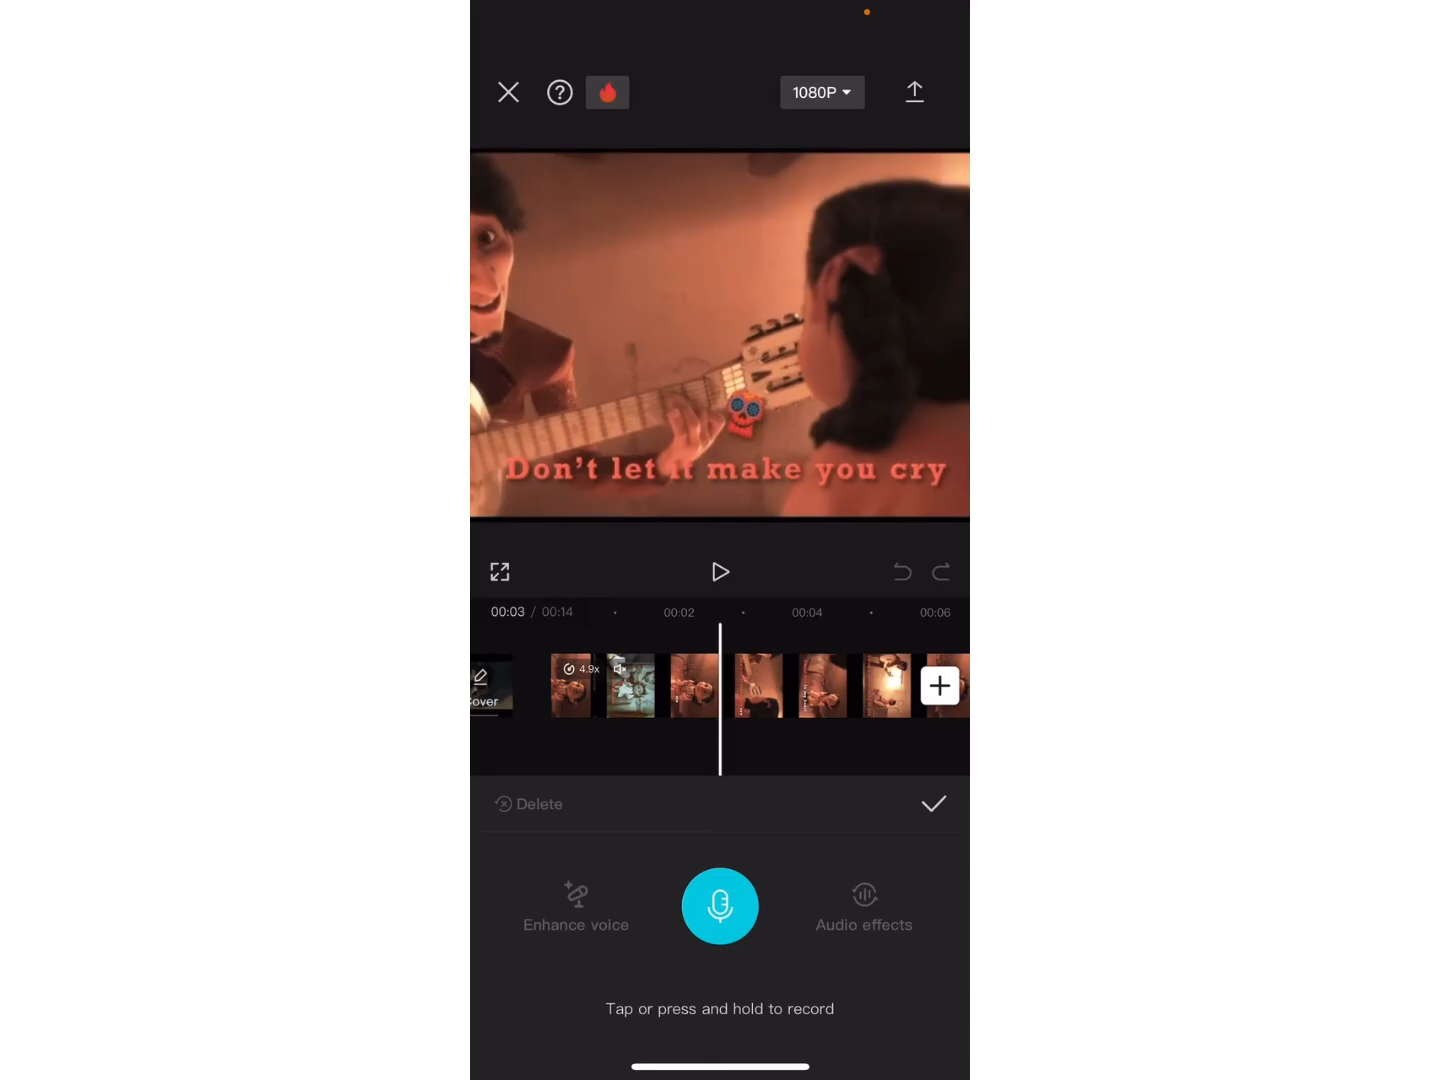 1080P
Don't let it make you cry
00:03 / 00:14
00:02
00:04
00:06
4.9x
Cover
Delete
Enhance voice
Audio effects
Tap or press and hold to record